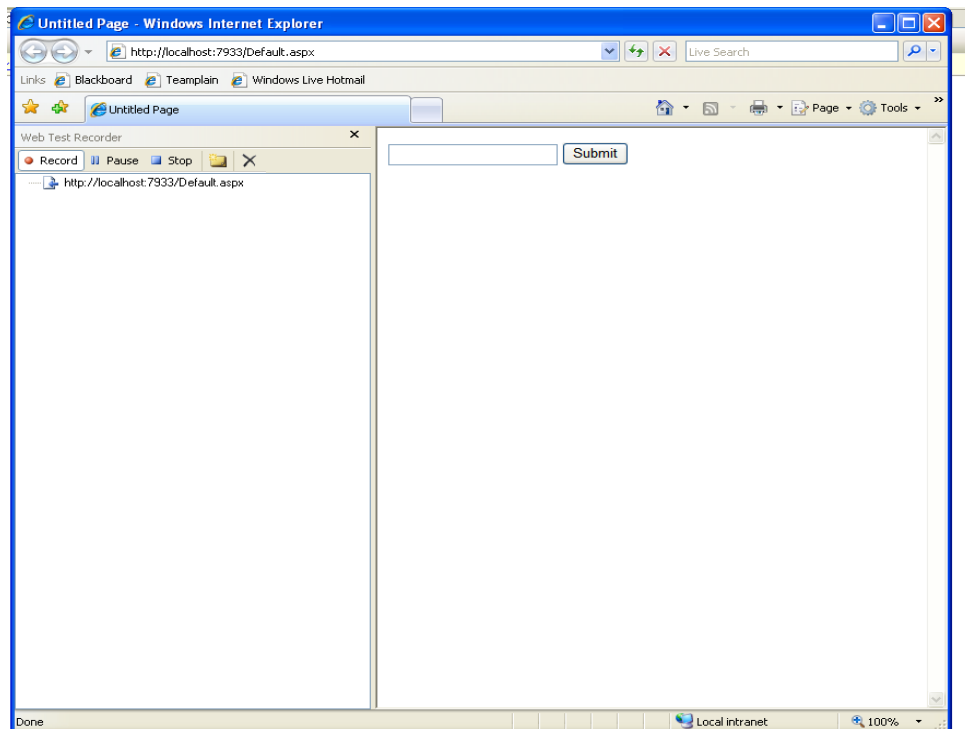 Untitled Page - Windows Internet Explorer
http://localhost:7933/Default.aspx
Live Search
Links Blackboard Teamplain Windows Live Hotmail
Untitled Page
Page Tools »
Web Test Recorder
Record Pause Stop
Submit
http://localhost:7933/Default.aspx
Done
Local intranet
100%